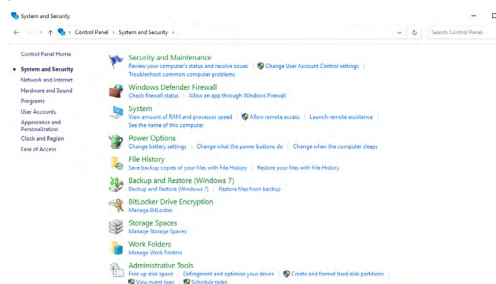 System and Security
Control Panel > System and Security >
Search Control Panel
Control Panel Home
System and Security
Network and Internet
Hardware and Sound
Programs
User Accounts
Appearance and
Personalization
Clock and Region
Ease of Access
Security and Maintenance
Review your computer's status and resolve issues | Change User Account Control settings |
Troubleshoot common computer problems
Windows Defender Firewall
Check firewall status | Allow an app through Windows Firewall
System
View amount of RAM and processor speed | Allow remote access | Launch remote assistance |
See the name of this computer
Power Options
Change battery settings | Change what the power buttons do | Change when the computer sleeps
File History
Save backup copies of your files with File History | Restore your files with File History
Backup and Restore (Windows 7)
Backup and Restore (Windows 7) | Restore files from backup
BitLocker Drive Encryption
Manage BitLocker
Storage Spaces
Manage Storage Spaces
Work Folders
Manage Work Folders
Administrative Tools
Free up disk space | Defragment and optimize your drives | Create and format hard disk partitions |
View event logs | Schedule tasks